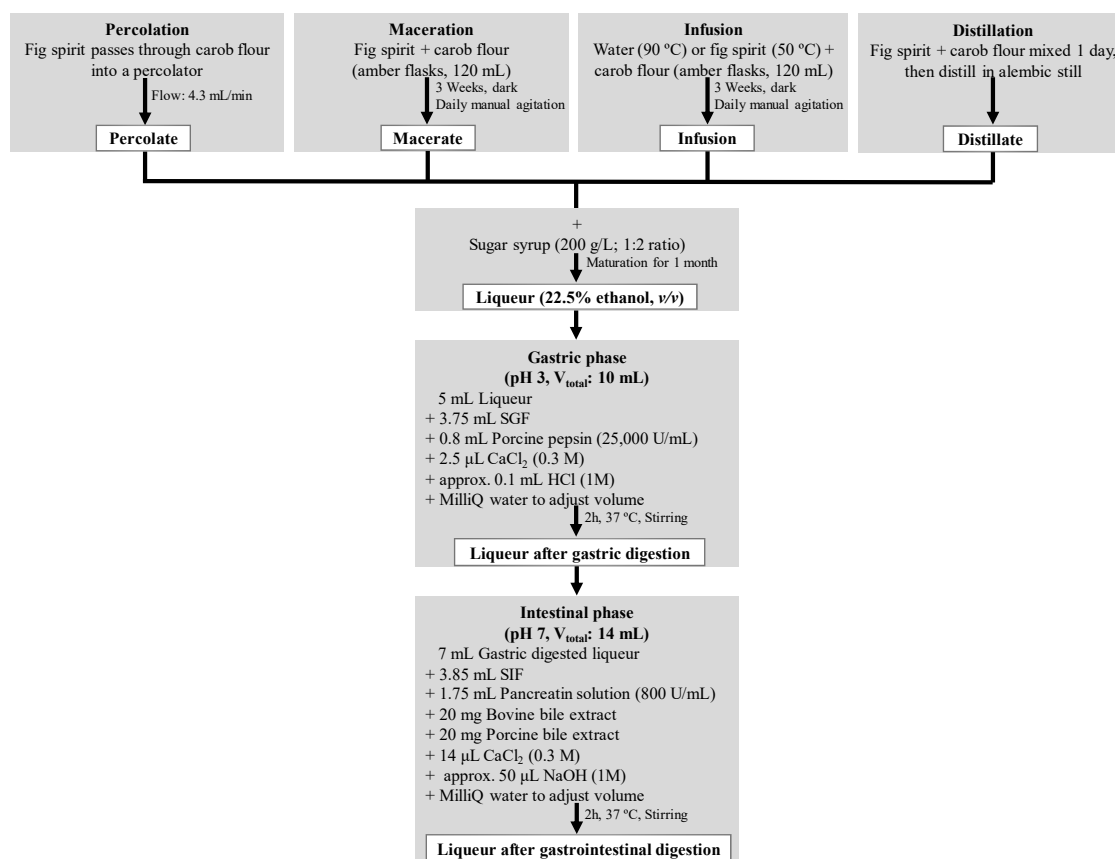 Percolation
Fig spirit passes through carob flour
into a percolator
Flow: 4.3 mL/min
Percolate
Maceration
Fig spirit + carob flour
(amber flasks, 120 mL)
3 Weeks, dark
Daily manual agitation
Macerate
Infusion
Water (90 ºC) or fig spirit (50 ºC) +
carob flour (amber flasks, 120 mL)
3 Weeks, dark
Daily manual agitation
Infusion
Distillation
Fig spirit + carob flour mixed 1 day,
then distill in alembic still
Distillate
+
Sugar syrup (200 g/L; 1:2 ratio)
Maturation for 1 month
Liqueur (22.5% ethanol, v/v)
Gastric phase
(pH 3, Vtotal: 10 mL)
5 mL Liqueur
+ 3.75 mL SGF
+ 0.8 mL Porcine pepsin (25,000 U/mL)
+ 2.5 µL CaCl2 (0.3 M)
+ approx. 0.1 mL HCl (1M)
+ MilliQ water to adjust volume
2h, 37 ºC, Stirring
Liqueur after gastric digestion
Intestinal phase
(pH 7, Vtotal: 14 mL)
7 mL Gastric digested liqueur
+ 3.85 mL SIF
+ 1.75 mL Pancreatin solution (800 U/mL)
+ 20 mg Bovine bile extract
+ 20 mg Porcine bile extract
+ 14 µL CaCl2 (0.3 M)
+ approx. 50 µL NaOH (1M)
+ MilliQ water to adjust volume
2h, 37 ºC, Stirring
Liqueur after gastrointestinal digestion